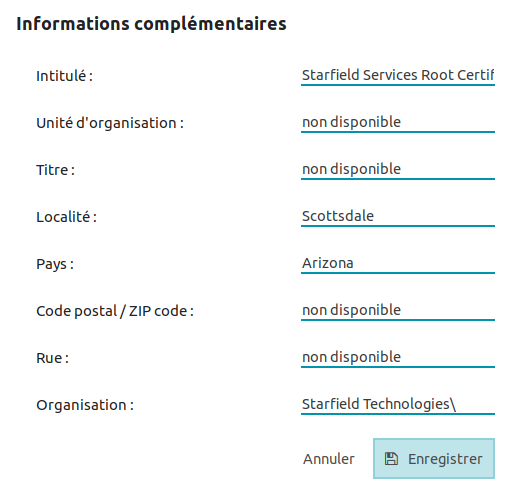 Informations complémentaires
Intitulé : Starfield Services Root Certif
Unité d'organisation : non disponible
Titre : non disponible
Localité : Scottsdale
Pays : Arizona
Code postal / ZIP code : non disponible
Rue : non disponible
Organisation : Starfield Technologies\
Annuler Enregistrer